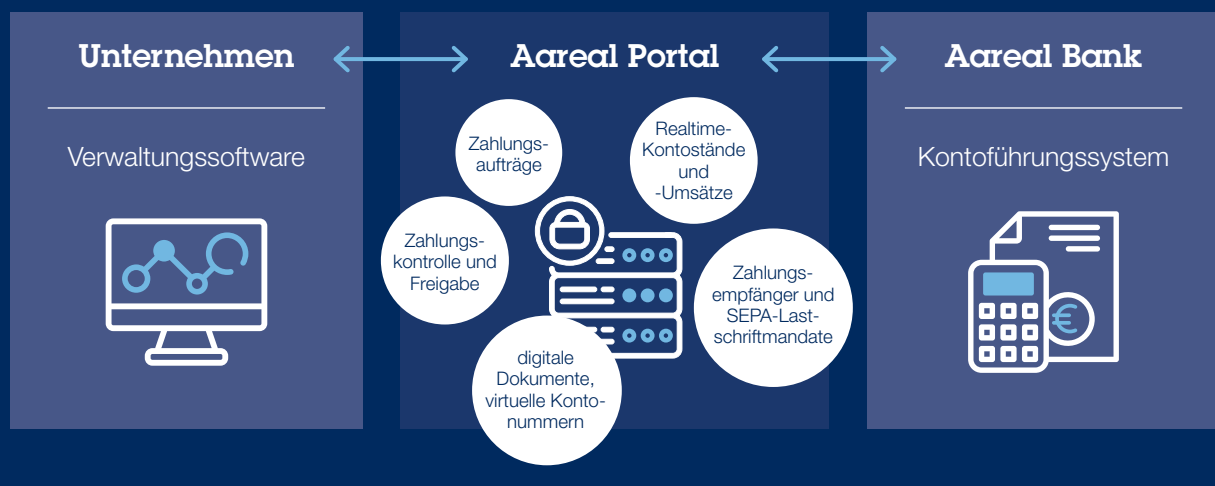 Unternehmen
Verwaltungssoftware
Aareal Portal
Zahlungs-
aufträge
Realtime-
Kontostände
und
-Umsätze
Zahlungs-
kontrolle und
Freigabe
Zahlungs-
empfänger und
SEPA-Last-
schriftmandate
digitale
Dokumente,
virtuelle Konto-
nummern
Aareal Bank
Kontoführungssystem
€